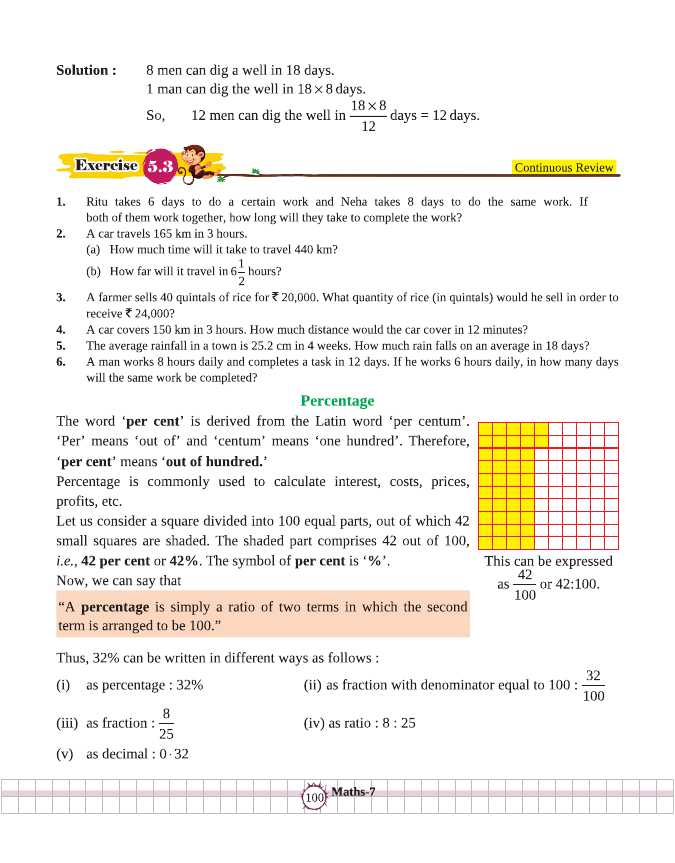 Solution : 8 men can dig a well in 18 days.
1 man can dig the well in 18 × 8 days.
So, 12 men can dig the well in 18 × 8/12 days = 12 days.
Exercise 5.3
Continuous Review
1. Ritu takes 6 days to do a certain work and Neha takes 8 days to do the same work. If
both of them work together, how long will they take to complete the work?
2. A car travels 165 km in 3 hours.
(a) How much time will it take to travel 440 km?
(b) How far will it travel in 6 1/2 hours?
3. A farmer sells 40 quintals of rice for ₹ 20,000. What quantity of rice (in quintals) would he sell in order to
receive ₹ 24,000?
4. A car covers 150 km in 3 hours. How much distance would the car cover in 12 minutes?
5. The average rainfall in a town is 25.2 cm in 4 weeks. How much rain falls on an average in 18 days?
6. A man works 8 hours daily and completes a task in 12 days. If he works 6 hours daily, in how many days
will the same work be completed?
Percentage
The word ‘per cent’ is derived from the Latin word ‘per centum’.
‘Per’ means ‘out of’ and ‘centum’ means ‘one hundred’. Therefore,
‘per cent’ means ‘out of hundred.’
Percentage is commonly used to calculate interest, costs, prices,
profits, etc.
Let us consider a square divided into 100 equal parts, out of which 42
small squares are shaded. The shaded part comprises 42 out of 100,
i.e., 42 per cent or 42%. The symbol of per cent is ‘%’.
Now, we can say that
This can be expressed
as 42/100 or 42:100.
“A percentage is simply a ratio of two terms in which the second
term is arranged to be 100.”
Thus, 32% can be written in different ways as follows :
(i) as percentage : 32%
(ii) as fraction with denominator equal to 100 : 32/100
(iii) as fraction : 8/25
(iv) as ratio : 8 : 25
(v) as decimal : 0·32
100 Maths-7